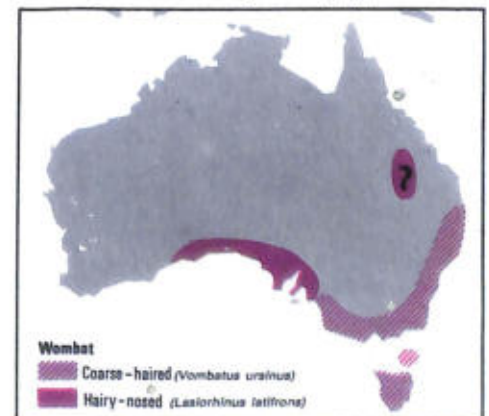 ?
Wombat
Coarse-haired (Vombatus ursinus)
Hairy-nosed (Lasiorhinus latifrons)